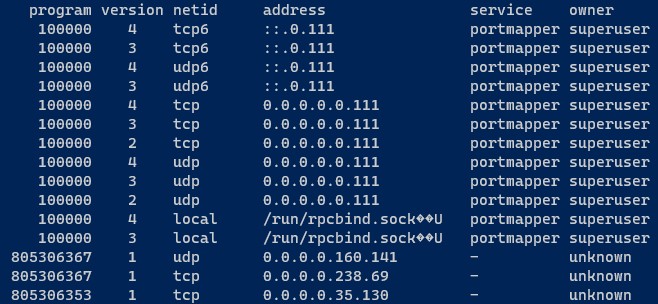 program version netid address service owner
100000 4 tcp6 ::.0.111 portmapper superuser
100000 3 tcp6 ::.0.111 portmapper superuser
100000 4 udp6 ::.0.111 portmapper superuser
100000 3 udp6 ::.0.111 portmapper superuser
100000 4 tcp 0.0.0.0.0.111 portmapper superuser
100000 3 tcp 0.0.0.0.0.111 portmapper superuser
100000 2 tcp 0.0.0.0.0.111 portmapper superuser
100000 4 udp 0.0.0.0.0.111 portmapper superuser
100000 3 udp 0.0.0.0.0.111 portmapper superuser
100000 2 udp 0.0.0.0.0.111 portmapper superuser
100000 4 local /run/rpcbind.sock��U portmapper superuser
100000 3 local /run/rpcbind.sock��U portmapper superuser
805306367 1 udp 0.0.0.0.160.141 - unknown
805306367 1 tcp 0.0.0.0.238.69 - unknown
805306353 1 tcp 0.0.0.0.35.130 - unknown